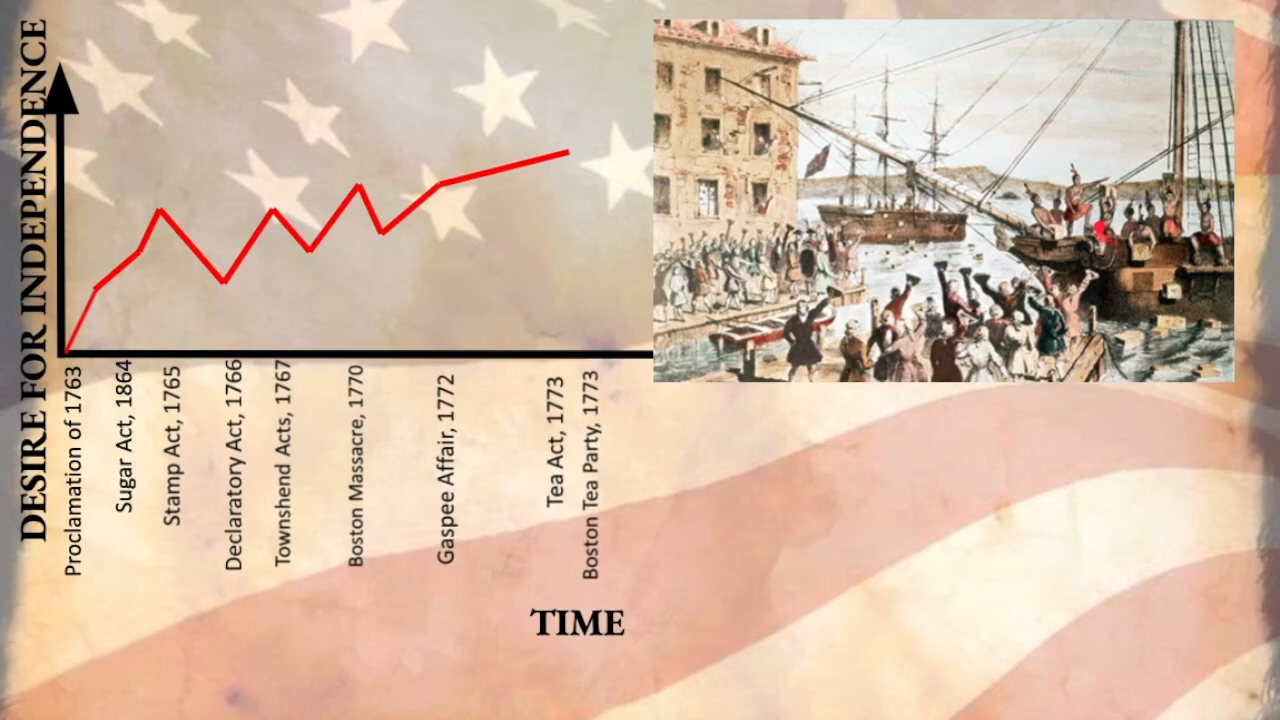 DESIRE FOR INDEPENDENCE
Proclamation of 1763
Sugar Act, 1864
Stamp Act, 1765
Declaratory Act, 1766
Townshend Acts, 1767
Boston Massacre, 1770
Gaspee Affair, 1772
Tea Act, 1773
Boston Tea Party, 1773
TIME